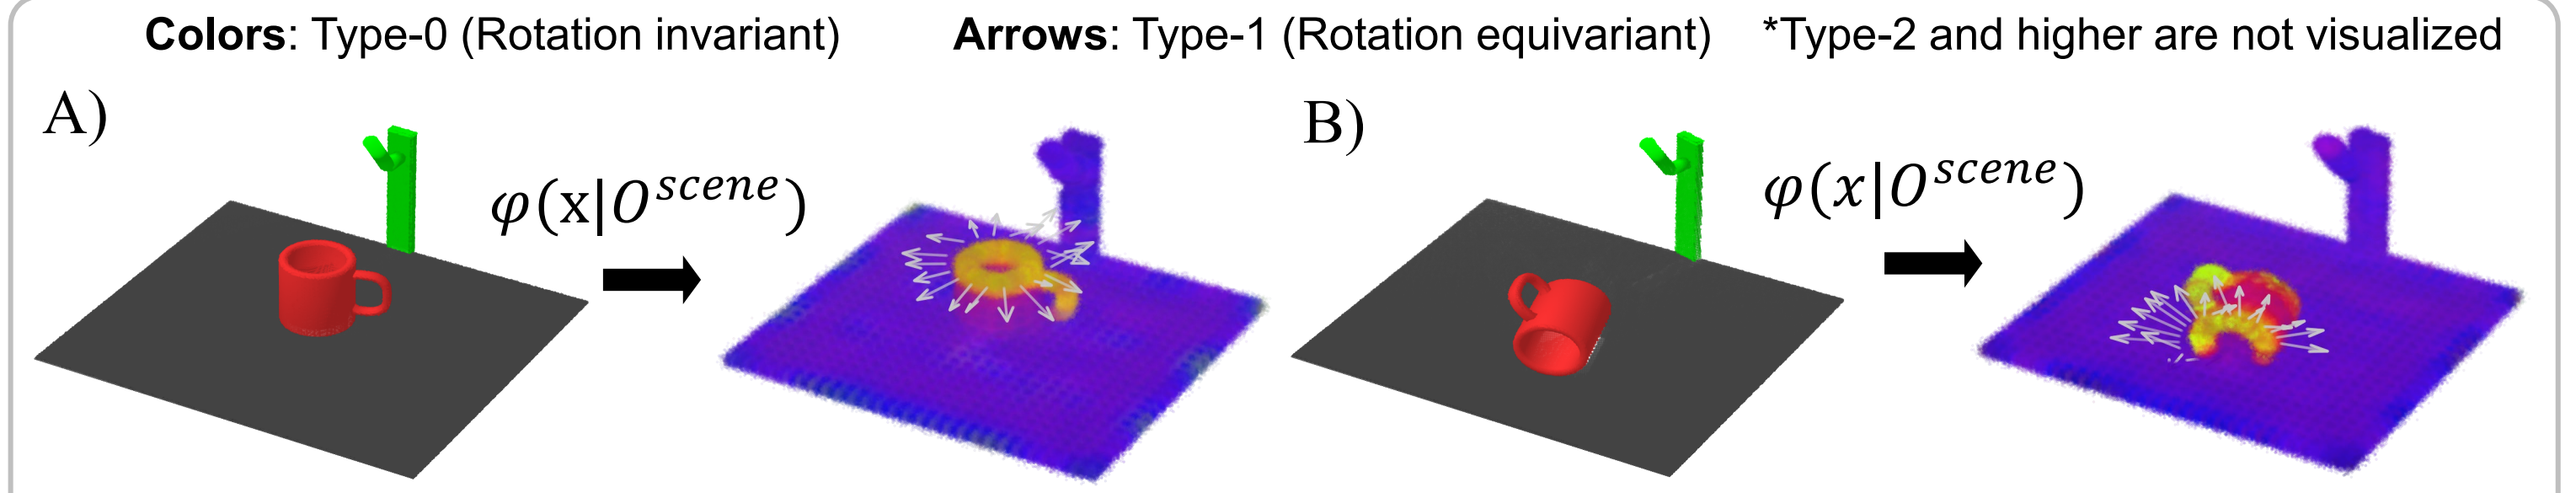 Colors: Type-0 (Rotation invariant) Arrows: Type-1 (Rotation equivariant) *Type-2 and higher are not visualized
A)
φ(x|O^scene)
B)
φ(x|O^scene)